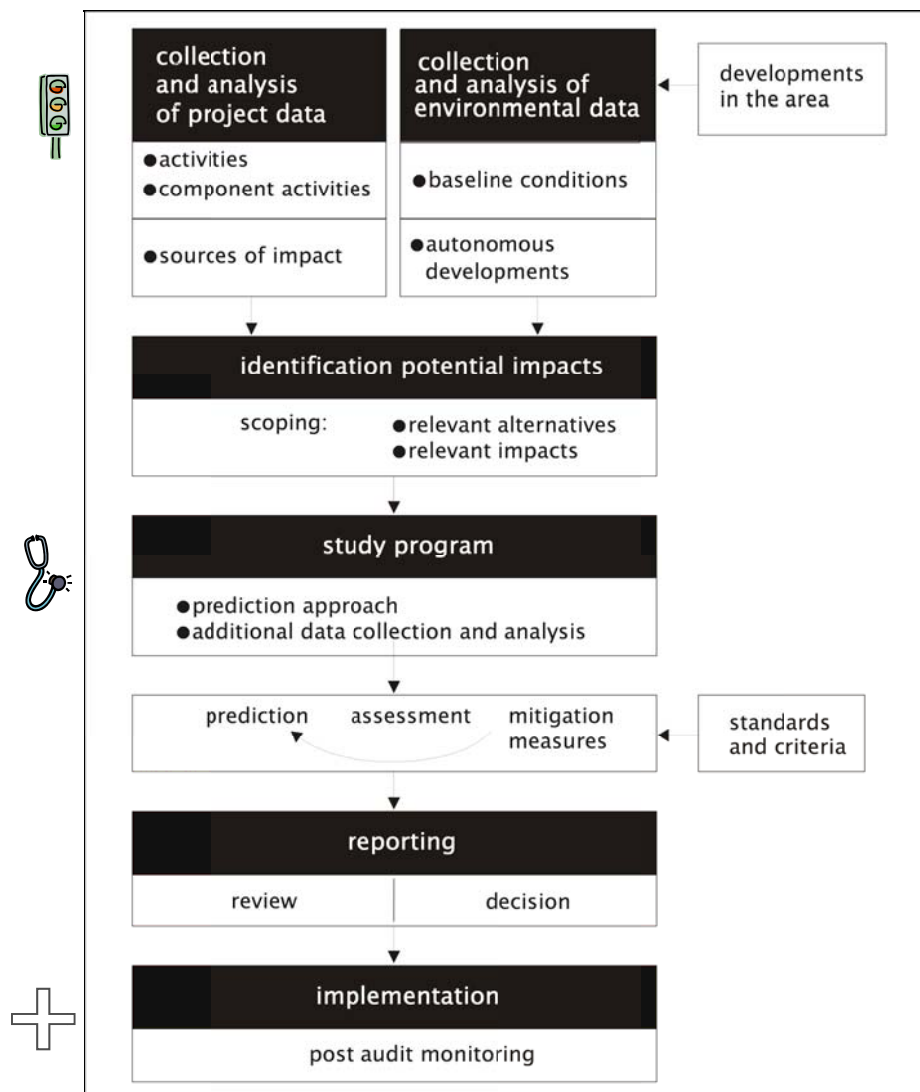 collection
and analysis
of project data
collection
and analysis of
environmental data
developments
in the area
●activities
●component activities
●baseline conditions
●sources of impact
●autonomous
developments
identification potential impacts
scoping:
●relevant alternatives
●relevant impacts
study program
●prediction approach
●additional data collection and analysis
prediction
assessment
mitigation
measures
standards
and criteria
reporting
review
decision
implementation
post audit monitoring